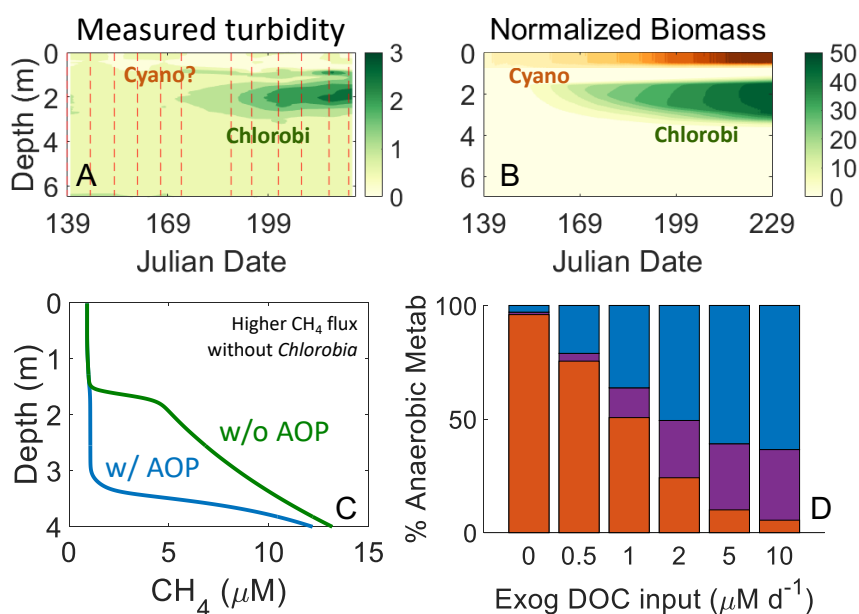 Measured turbidity
Normalized Biomass
0
2
4
6
Depth (m)
Cyano?
Chlorobi
A
139
169
199
Julian Date
3
2
1
0
0
2
4
6
Cyano
Chlorobi
B
139
169
199
229
Julian Date
50
40
30
20
10
0
0
1
2
3
4
Depth (m)
Higher CH₄ flux
without Chlorobia
w/o AOP
w/ AOP
C
0
5
10
15
CH₄ (μM)
100
50
0
% Anaerobic Metab
D
0
0.5
1
2
5
10
Exog DOC input (μM d⁻¹)